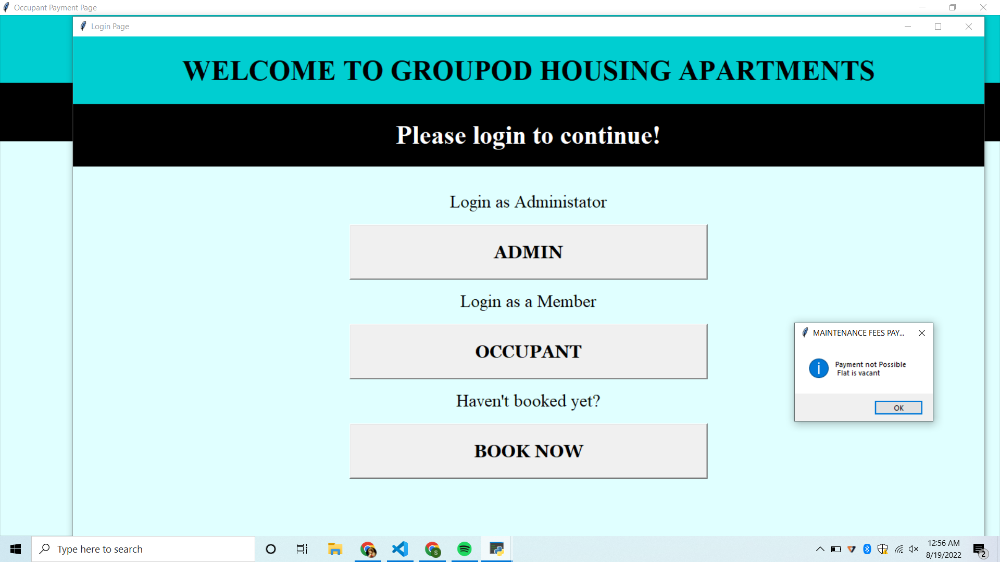 Occupant Payment Page
Login Page
WELCOME TO GROUPOD HOUSING APARTMENTS
Please login to continue!
Login as Administator
ADMIN
Login as a Member
OCCUPANT
Haven't booked yet?
BOOK NOW
MAINTENANCE FEES PAY...
Payment not Possible
Flat is vacant
OK
Type here to search
S
12:56 AM
8/19/2022
2